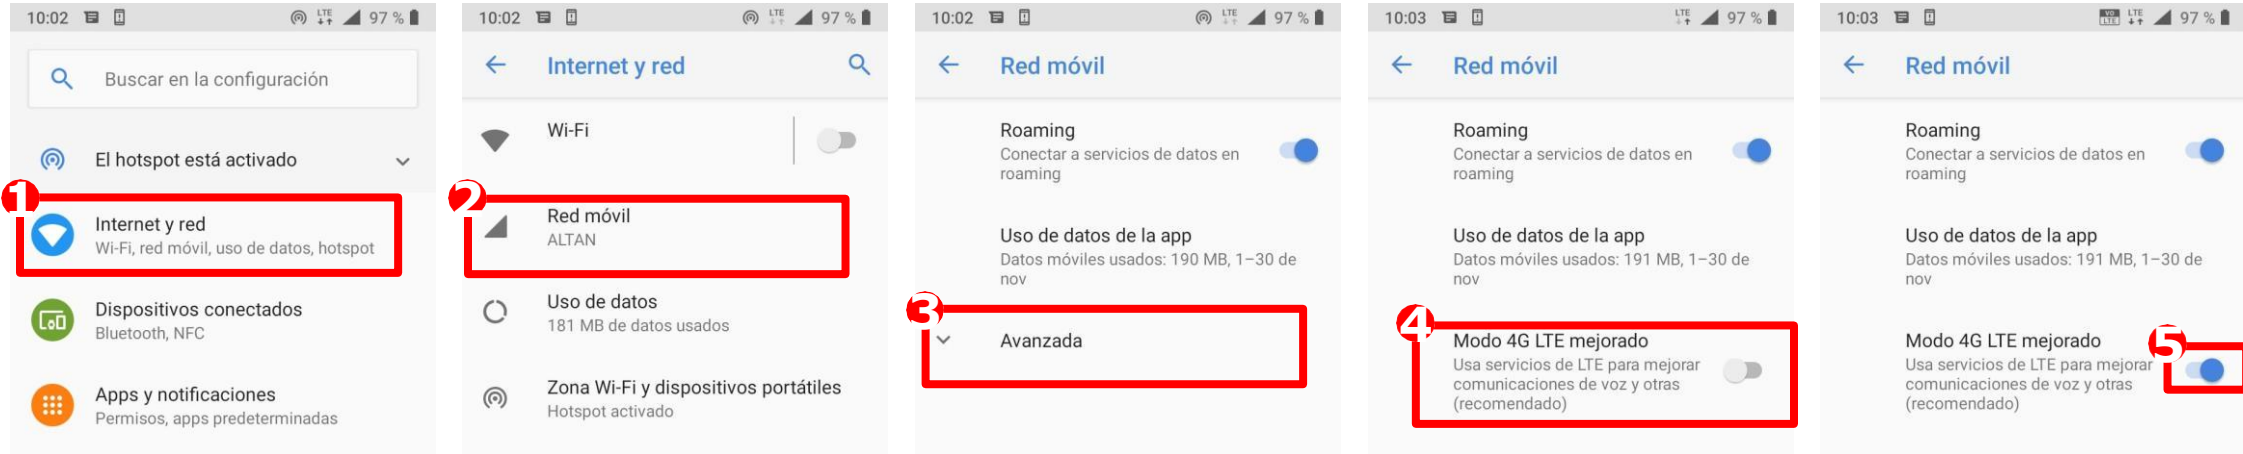 10:02
LTE
97 %
Buscar en la configuración
El hotspot está activado
1
Internet y red
Wi-Fi, red móvil, uso de datos, hotspot
Dispositivos conectados
Bluetooth, NFC
Apps y notificaciones
Permisos, apps predeterminadas
10:02
LTE
97 %
Internet y red
Wi-Fi
2
Red móvil
ALTAN
Uso de datos
181 MB de datos usados
Zona Wi-Fi y dispositivos portátiles
Hotspot activado
10:02
LTE
97 %
Red móvil
Roaming
Conectar a servicios de datos en
roaming
Uso de datos de la app
Datos móviles usados: 190 MB, 1–30 de
nov
3
Avanzada
10:03
LTE
97 %
Red móvil
Roaming
Conectar a servicios de datos en
roaming
Uso de datos de la app
Datos móviles usados: 191 MB, 1–30 de
nov
4
Modo 4G LTE mejorado
Usa servicios de LTE para mejorar
comunicaciones de voz y otras
(recomendado)
10:03
VO
LTE
LTE
97 %
Red móvil
Roaming
Conectar a servicios de datos en
roaming
Uso de datos de la app
Datos móviles usados: 191 MB, 1–30 de
nov
5
Modo 4G LTE mejorado
Usa servicios de LTE para mejorar
comunicaciones de voz y otras
(recomendado)